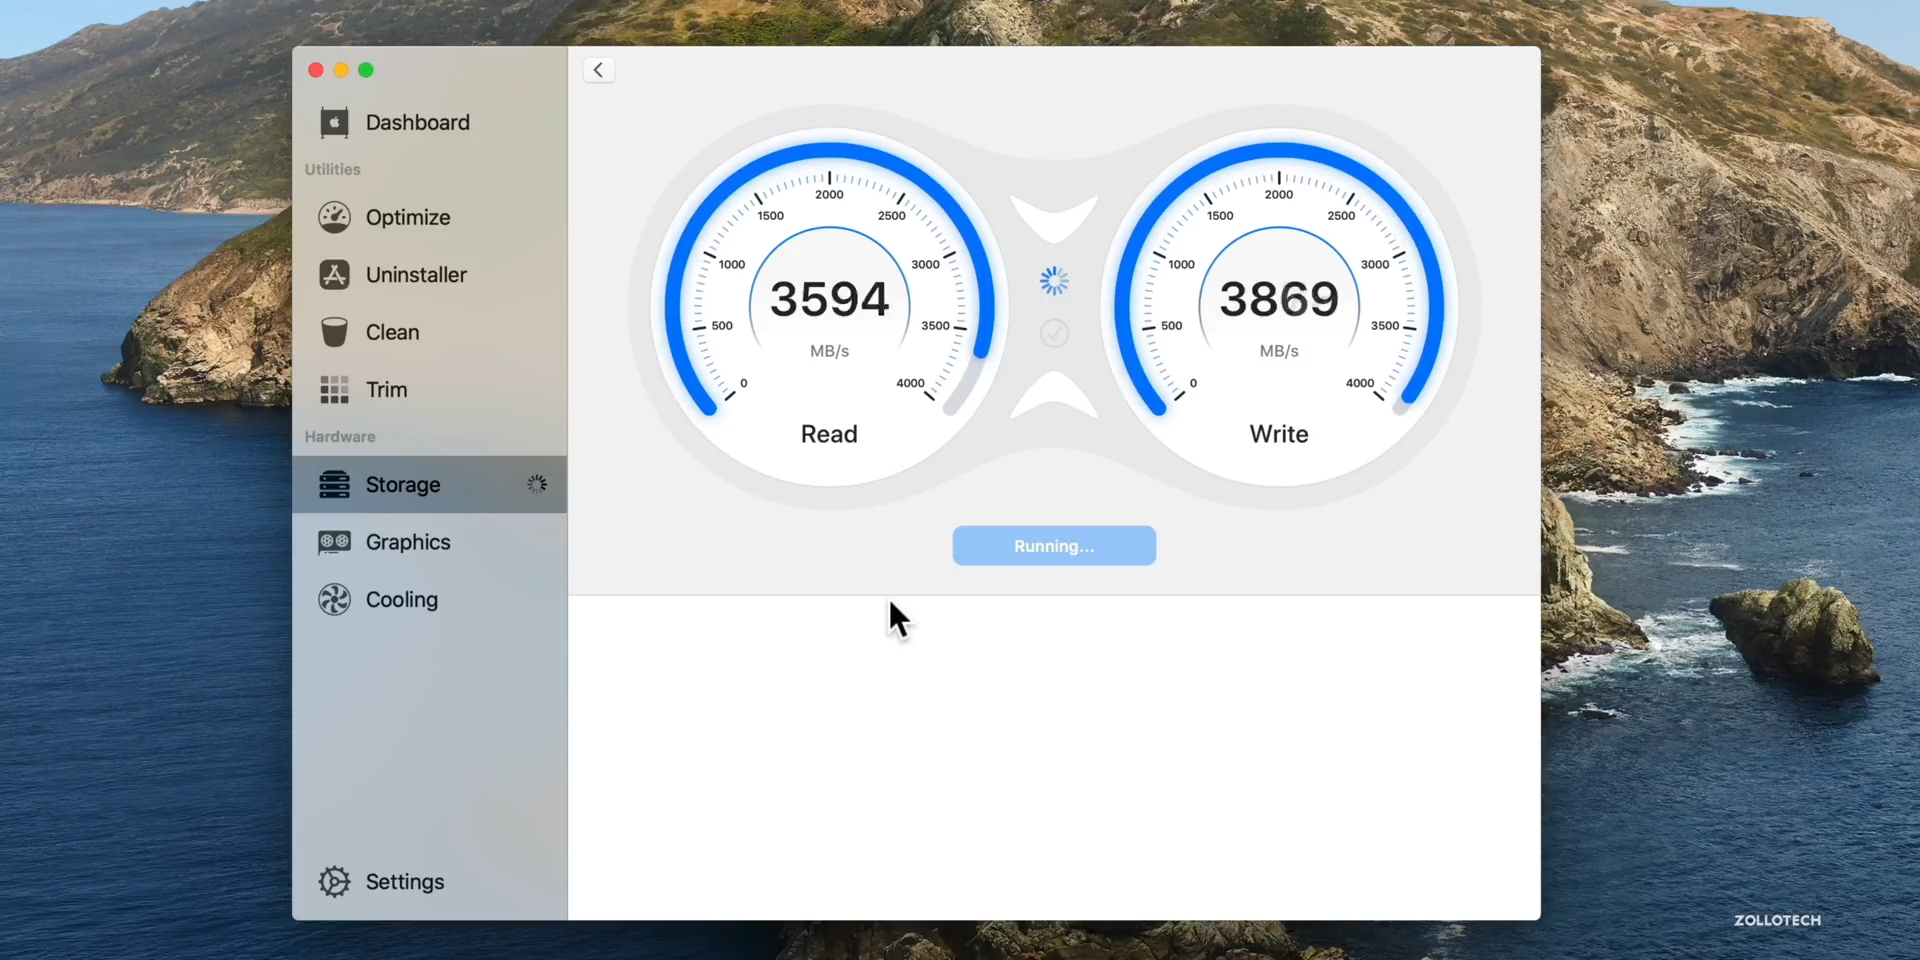 Dashboard
Utilities
Optimize
Uninstaller
Clean
Trim
Hardware
Storage
Graphics
Cooling
Settings
2000
1500
2500
1000
3000
3594
500
3500
MB/s
0
4000
Read
2000
1500
2500
1000
3000
3869
500
3500
MB/s
0
4000
Write
Running...
ZOLLOTECH